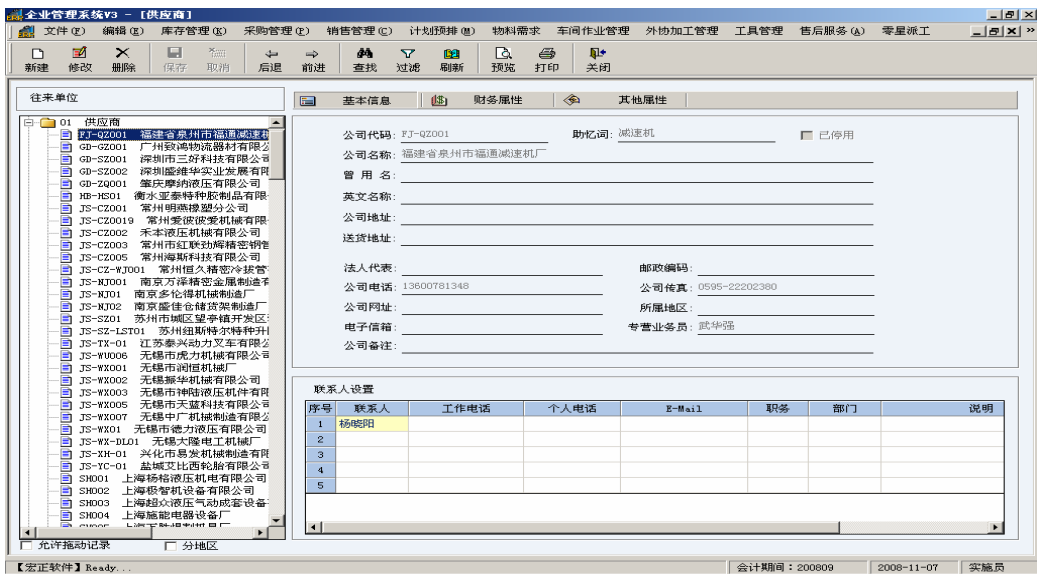 企业管理系统V3 - [供应商]
文件(F) 编辑(E) 库存管理(K) 采购管理(P) 销售管理(C) 计划预排(M) 物料需求 车间作业管理 外协加工管理 工具管理 售后服务(A) 零星派工
新建 修改 删除 保存 取消 后退 前进 查找 过滤 刷新 预览 打印 关闭
往来单位
基本信息 财务属性 其他属性
01 供应商
FJ-QZ001 福建省泉州市福通减速机
GD-GZ001 广州致鸿物流器材有限公
GD-SZ001 深圳市三好科技有限公司
GD-SZ002 深圳盛维华实业发展有限
GD-ZQ001 肇庆摩纳液压有限公司
HB-HS01 衡水亚泰特种胶制品有限
JS-CZ001 常州明燕橡塑分公司
JS-CZ0019 常州爱彼彼爱机械有限
JS-CZ002 禾本液压机械有限公司
JS-CZ003 常州市红联劲辉精密钢管
JS-CZ005 常州海斯科技有限公司
JS-CZ-WJ001 常州恒久精密冷拔管
JS-NJ001 南京万泽精密金属制造有
JS-NJ01 南京多伦得机械制造厂
JS-NJ02 南京盛佳仓储货架制造厂
JS-SZ01 苏州市城区望亭镇开发区
JS-SZ-LST01 苏州纽斯特尔特种升
JS-TX-01 江苏泰兴动力叉车有限公
JS-WU006 无锡市虎力机械有限公司
JS-WX001 无锡市润恒机械厂
JS-WX002 无锡振华机械有限公司
JS-WX003 无锡市神陆液压机件有限
JS-WX005 无锡市天蓝科技有限公司
JS-WX007 无锡中厂机械制造有限公
JS-WX01 无锡市德力液压有限公司
JS-WX-DL01 无锡大隆电工机械厂
JS-XH-01 兴化市易发机械制造有限
JS-YC-01 盐城艾比西轮胎有限公司
SH001 上海杨格液压机电有限公司
SH002 上海极智机设备有限公司
SH003 上海超众液压气动成套设备
SH004 上海施能电器设备厂
允许拖动记录 分地区
公司代码: FJ-QZ001 助忆词: 减速机 已停用
公司名称: 福建省泉州市福通减速机厂
曾 用 名:
英文名称:
公司地址:
送货地址:
法人代表: 邮政编码:
公司电话: 13600781348 公司传真: 0595-22202380
公司网址: 所属地区:
电子信箱: 专营业务员: 武华强
公司备注:
联系人设置
序号 联系人 工作电话 个人电话 E-Mail 职务 部门 说明
1 杨晓阳
2
3
4
5
【宏正软件】Ready... 会计期间：200809 2008-11-07 实施员